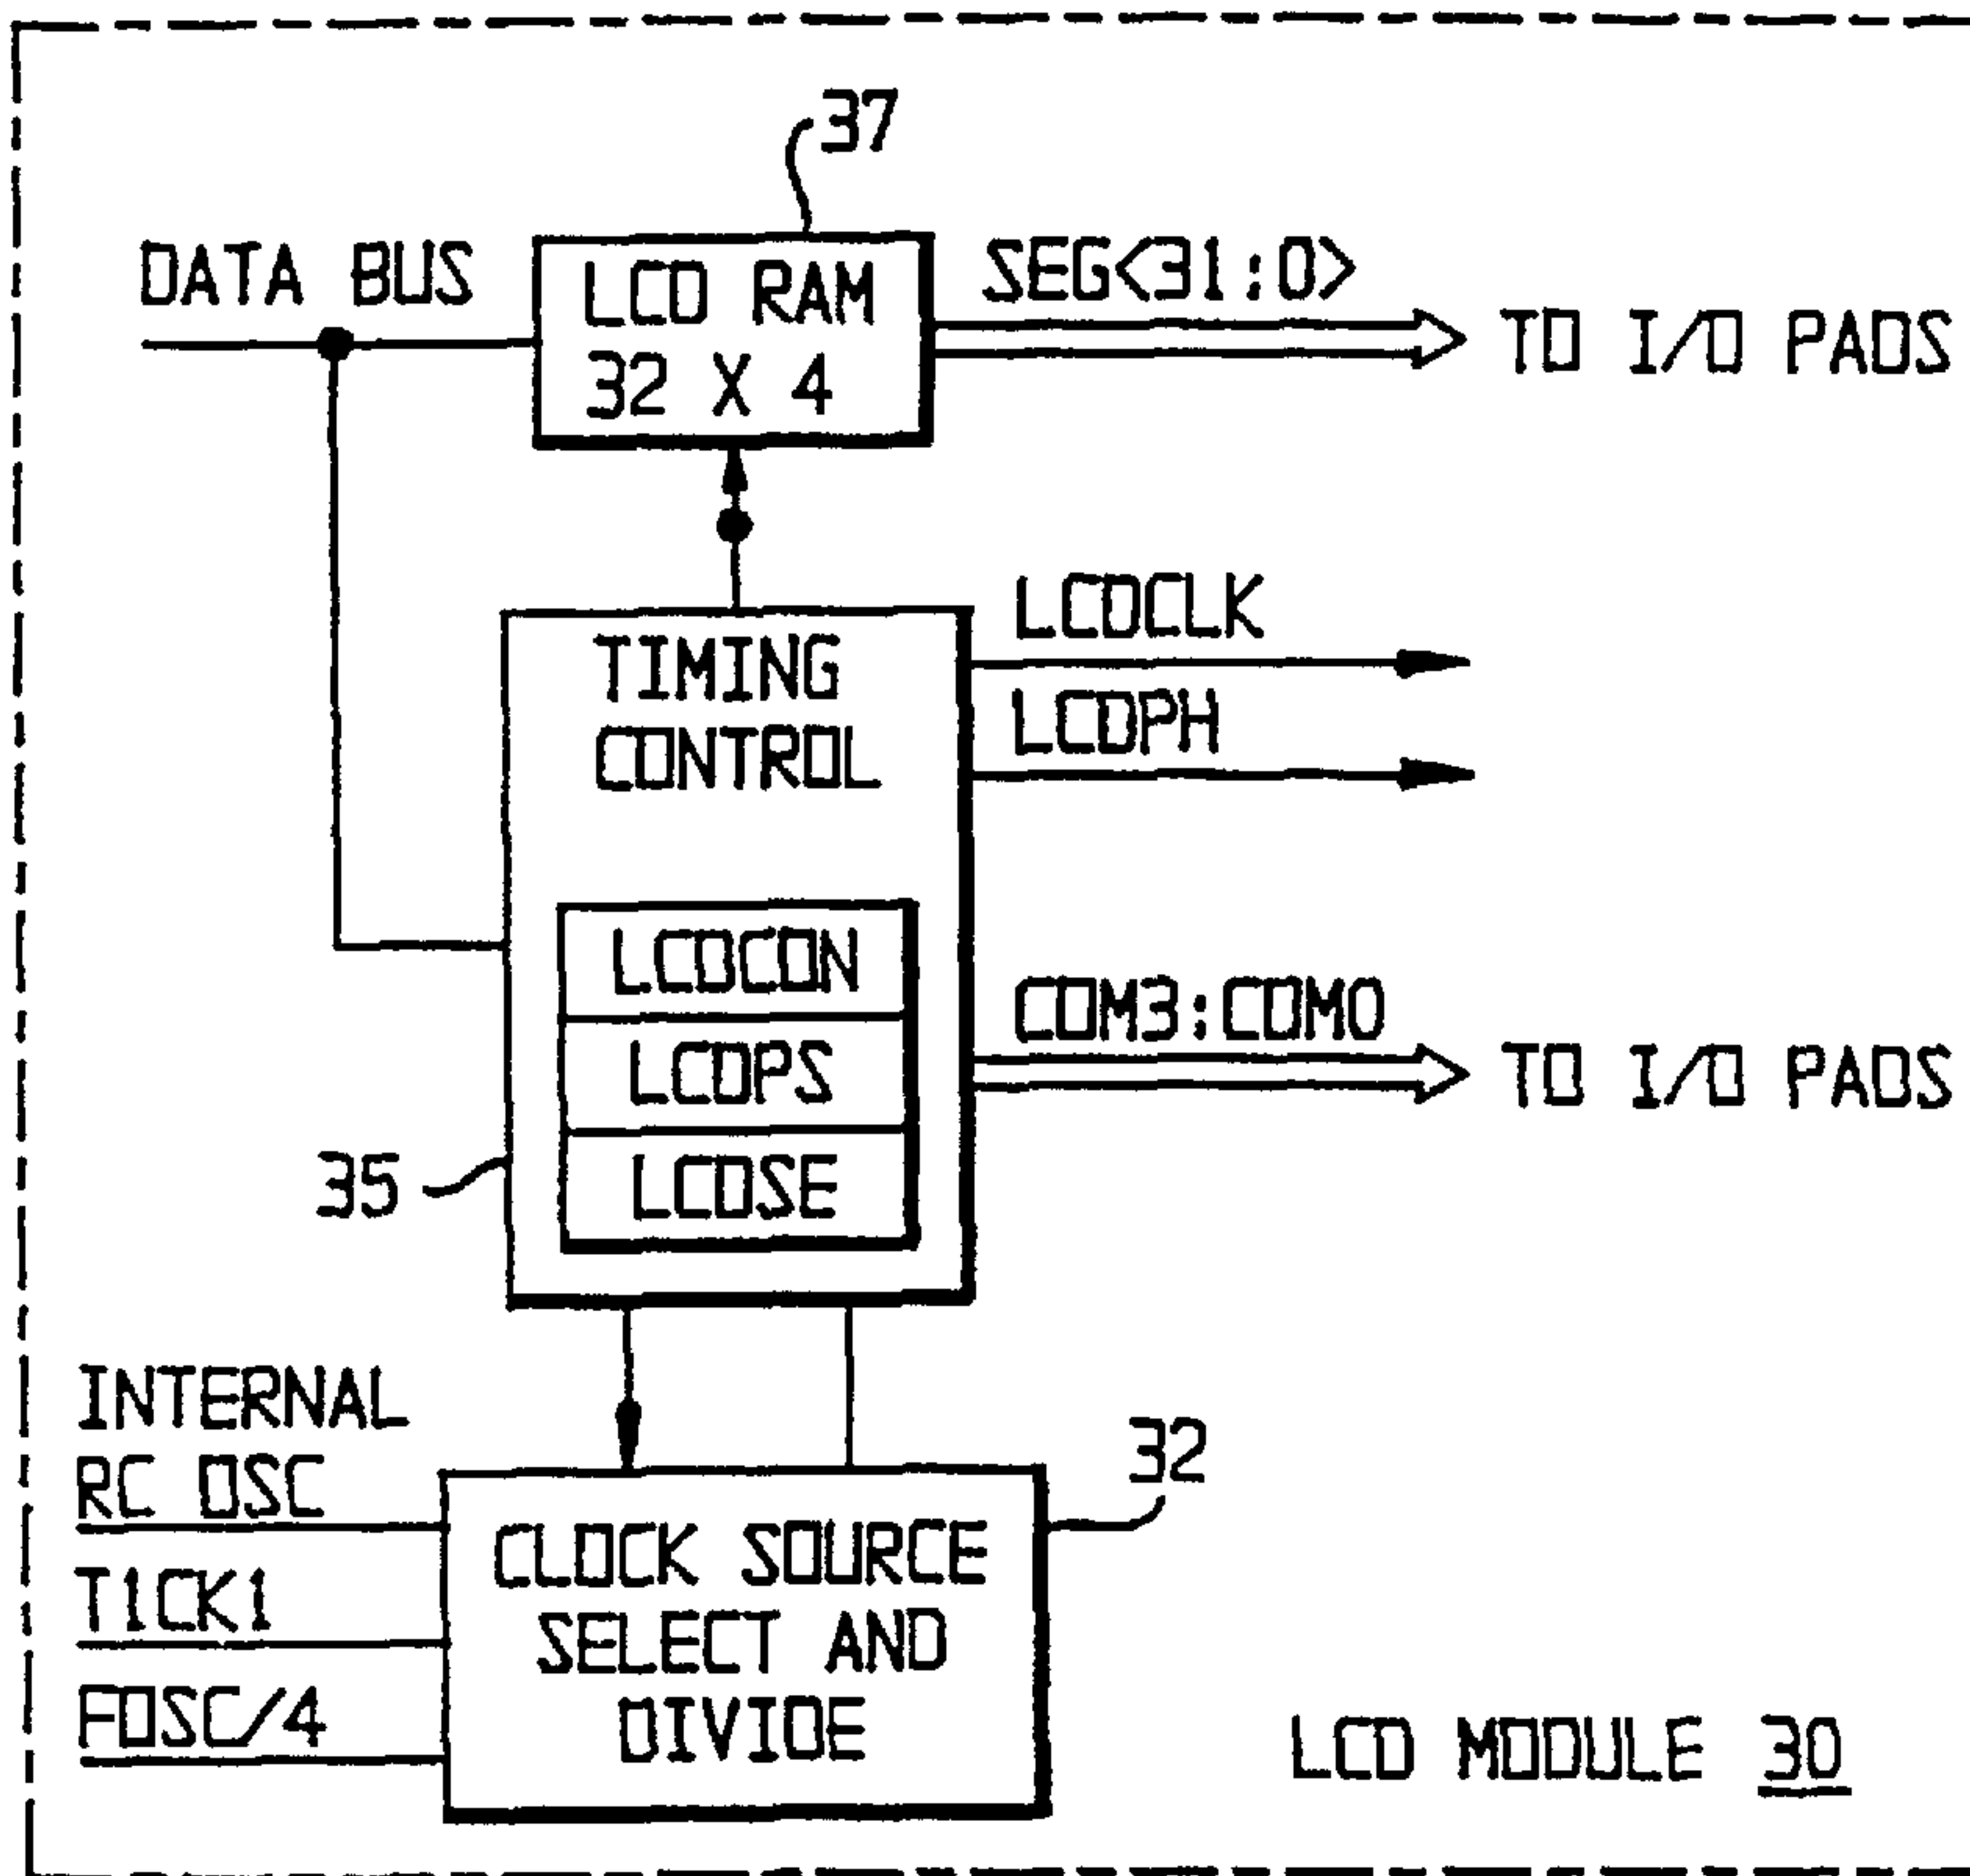 37
DATA BUS
LCD RAM
32 X 4
SEG<31:0>
TO I/O PADS
LCDCLK
TIMING
CONTROL
LCDPH
LCDCON
LCDPS
LCDSE
COM3:COM0
TO I/O PADS
35
INTERNAL
RC OSC
T1CK1
FOSC/4
32
CLOCK SOURCE
SELECT AND
DIVIDE
LCD MODULE 30